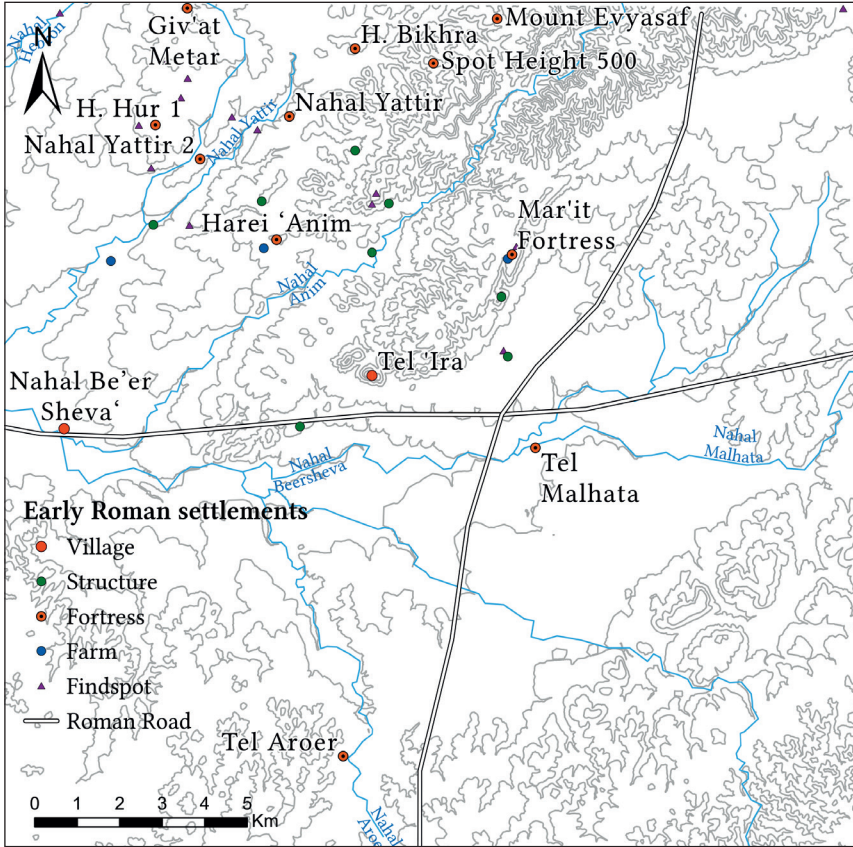 Nahal
Hebron
N
Giv'at
Metar
H. Bikhra
Mount Evyasaf
Spot Height 500
H. Hur 1
Nahal Yattir 2
Nahal Yattir
Nahal Yattir
Harei ‘Anim
Nahal
Anim
Mar'it
Fortress
Tel 'Ira
Nahal Be’er
Sheva‘
Nahal
Beersheva
Tel
Malhata
Nahal
Malhata
Early Roman settlements
Village
Structure
Fortress
Farm
Findspot
Roman Road
Tel Aroer
Nahal
Aroer
0 1 2 3 4 5
Km